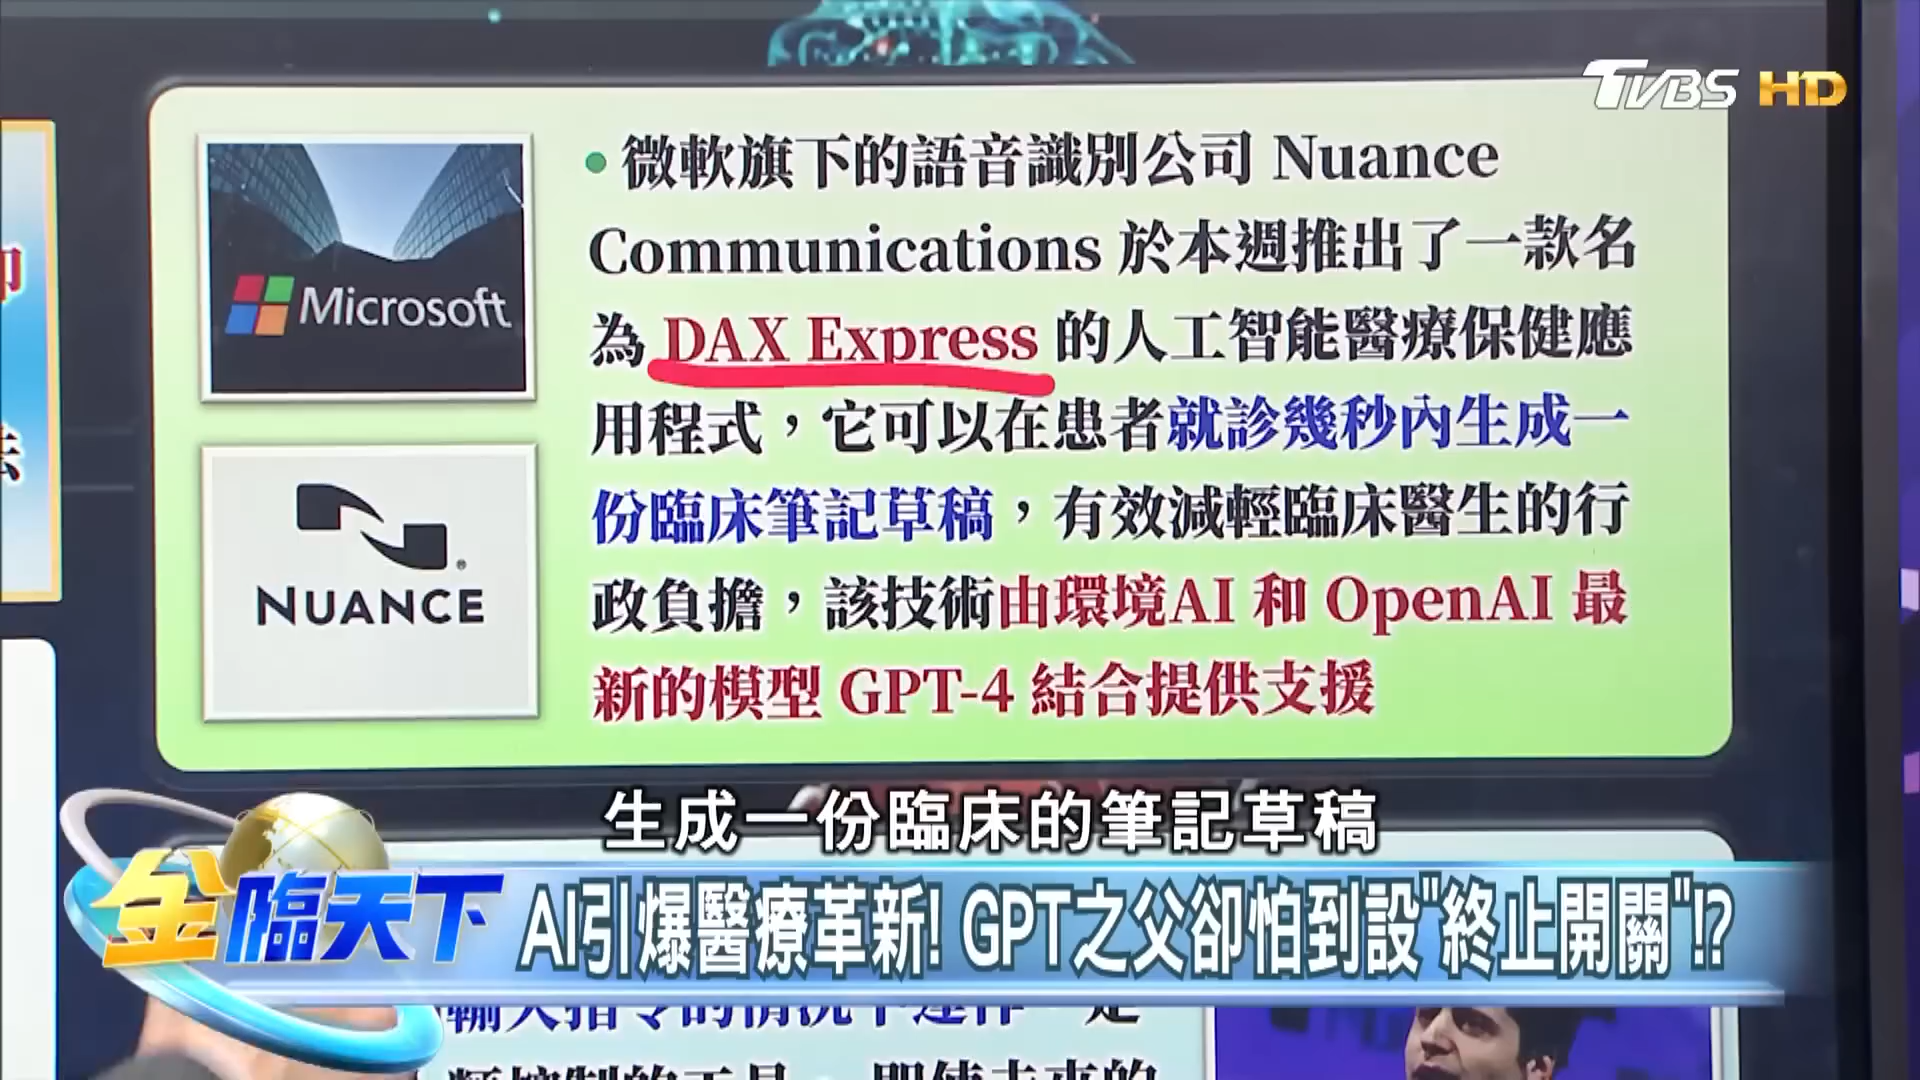 TVBS HD
•微軟旗下的語音識別公司 Nuance
Communications 於本週推出了一款名
為 DAX Express 的人工智能醫療保健應
用程式，它可以在患者就診幾秒內生成一
份臨床筆記草稿，有效減輕臨床醫生的行
政負擔，該技術由環境AI 和 OpenAI 最
新的模型 GPT-4 結合提供支援
Microsoft
NUANCE
生成一份臨床的筆記草稿
金臨天下
AI引爆醫療革新! GPT之父卻怕到設"終止開關"!?